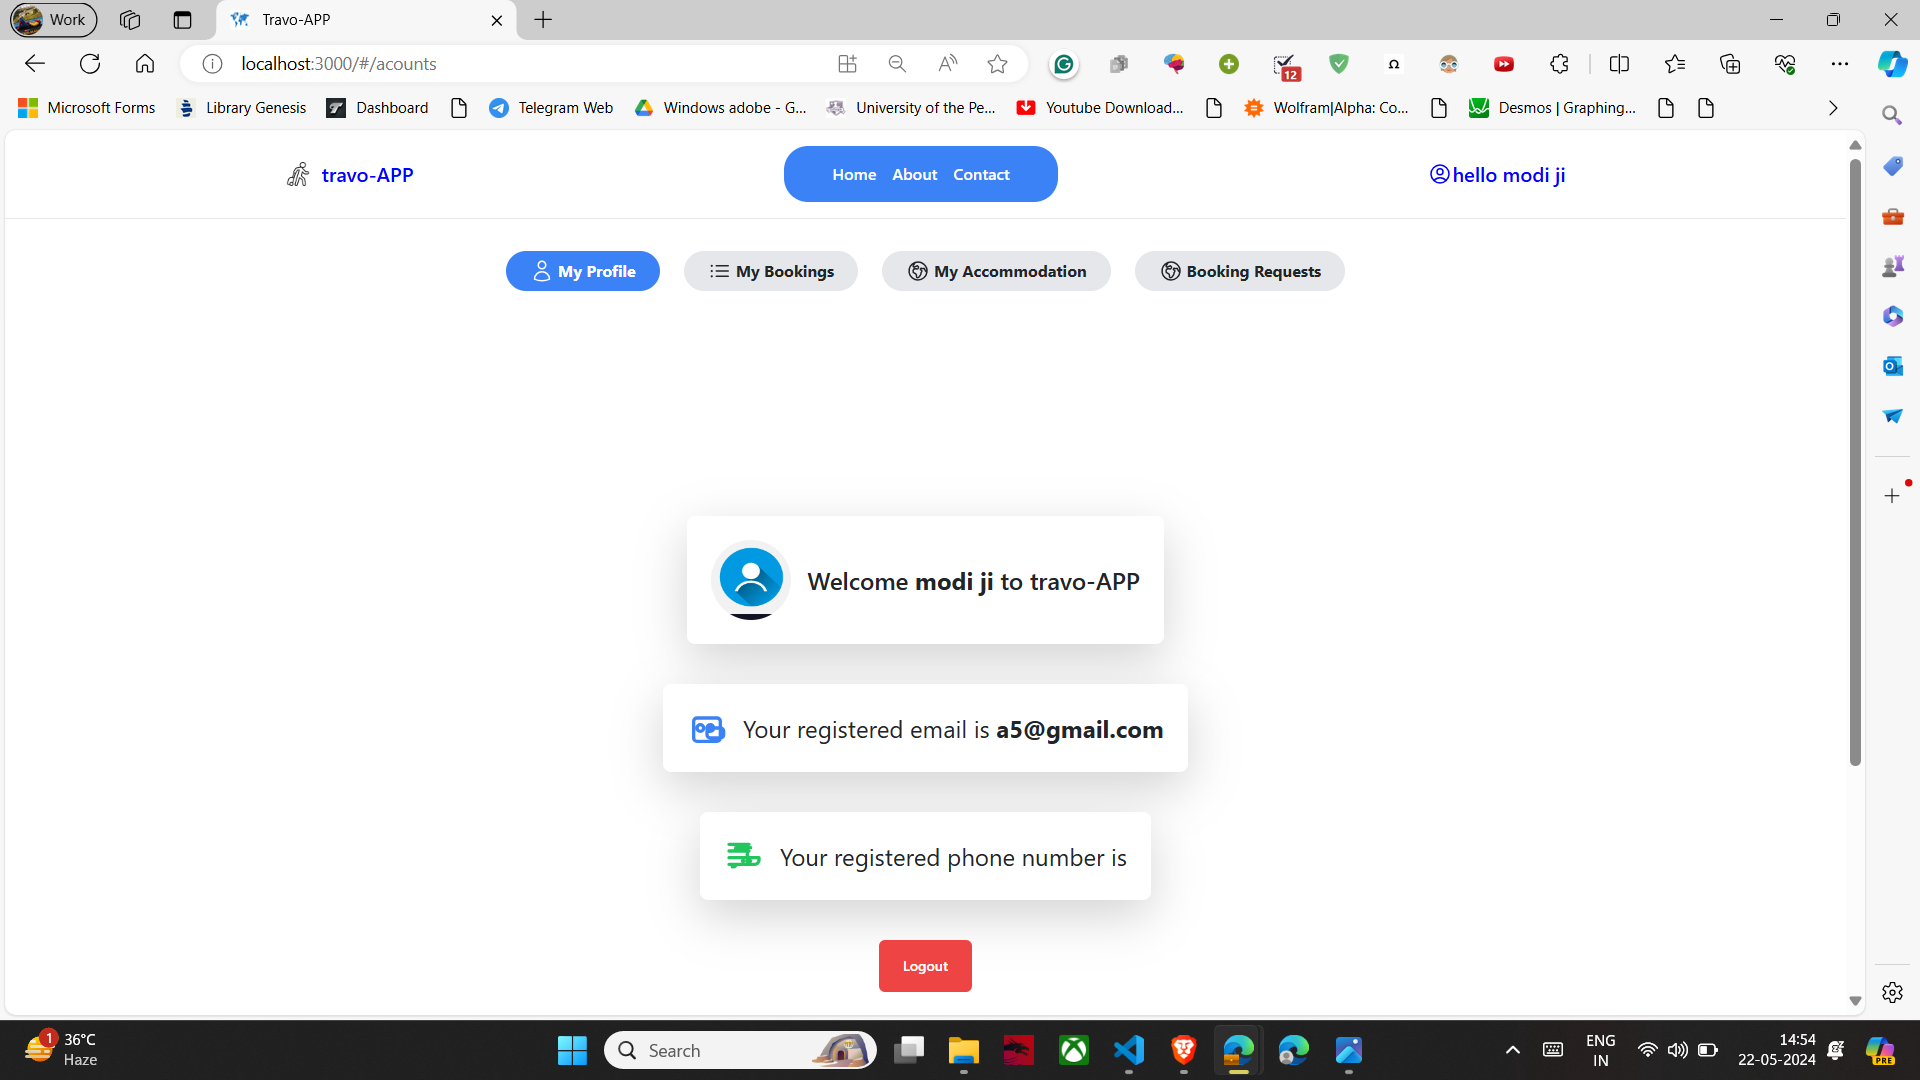 Work
Travo-APP
localhost:3000/#/acounts
12
Microsoft Forms
Library Genesis
Dashboard
Telegram Web
Windows adobe - G...
University of the Pe...
Youtube Download...
Wolfram|Alpha: Co...
Desmos | Graphing...
travo-APP
Home About Contact
hello modi ji
My Profile
My Bookings
My Accommodation
Booking Requests
Welcome modi ji to travo-APP
Your registered email is a5@gmail.com
Your registered phone number is
Logout
1
36°C
Haze
Search
ENG
IN
14:54
22-05-2024
PRE